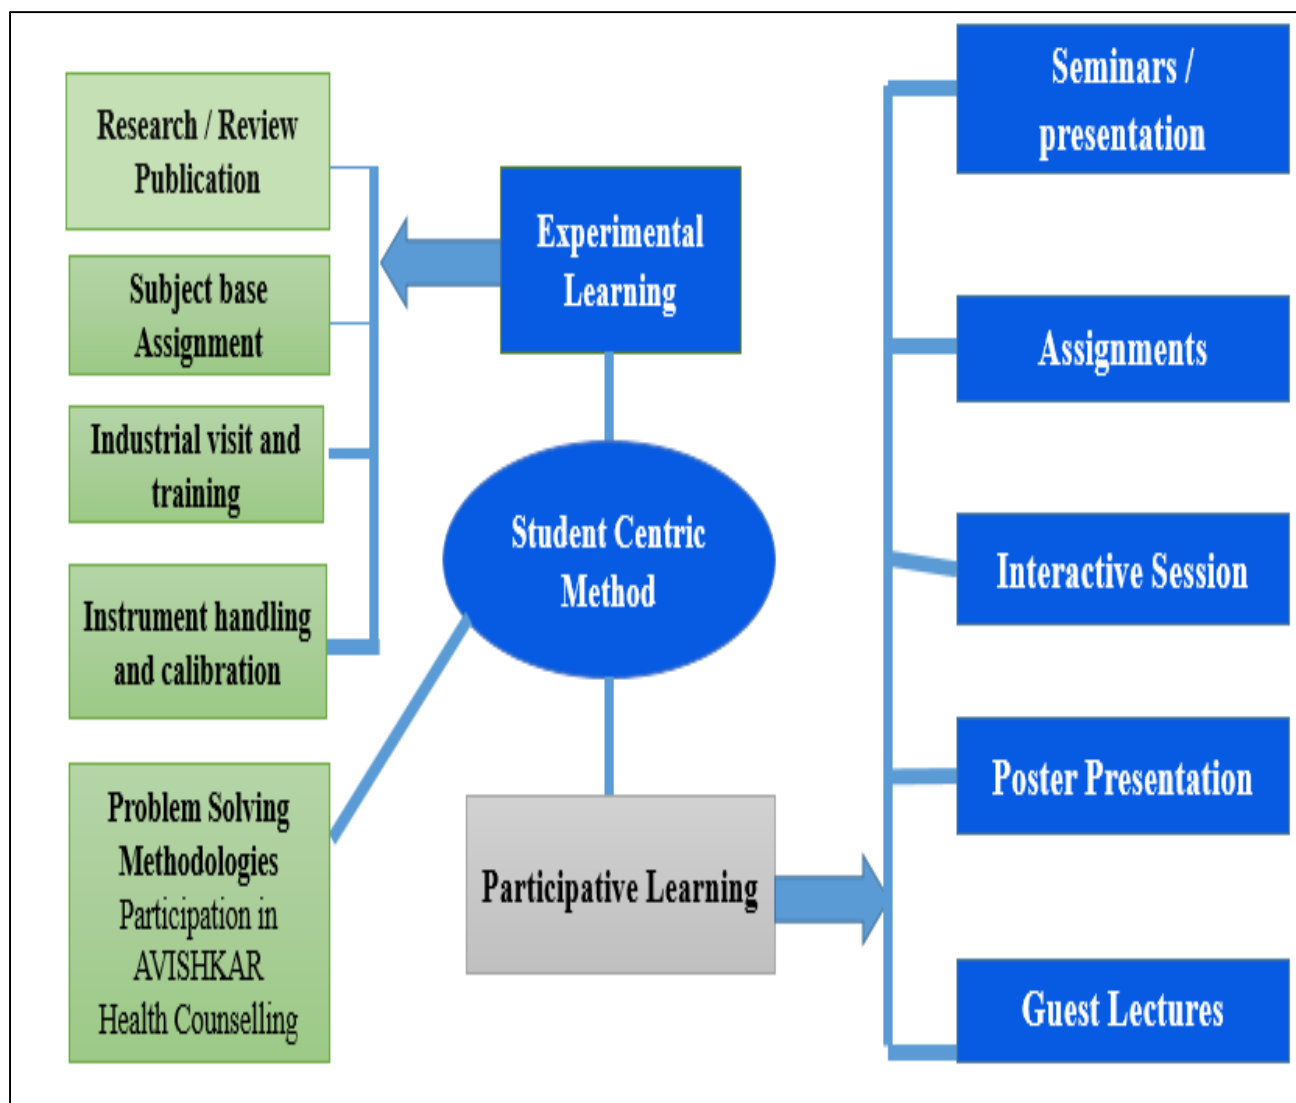 Research / Review
Publication
Subject base
Assignment
Industrial visit and
training
Instrument handling
and calibration
Problem Solving
Methodologies
Participation in
AVISHKAR
Health Counselling
Experimental
Learning
Student Centric
Method
Participative Learning
Seminars /
presentation
Assignments
Interactive Session
Poster Presentation
Guest Lectures